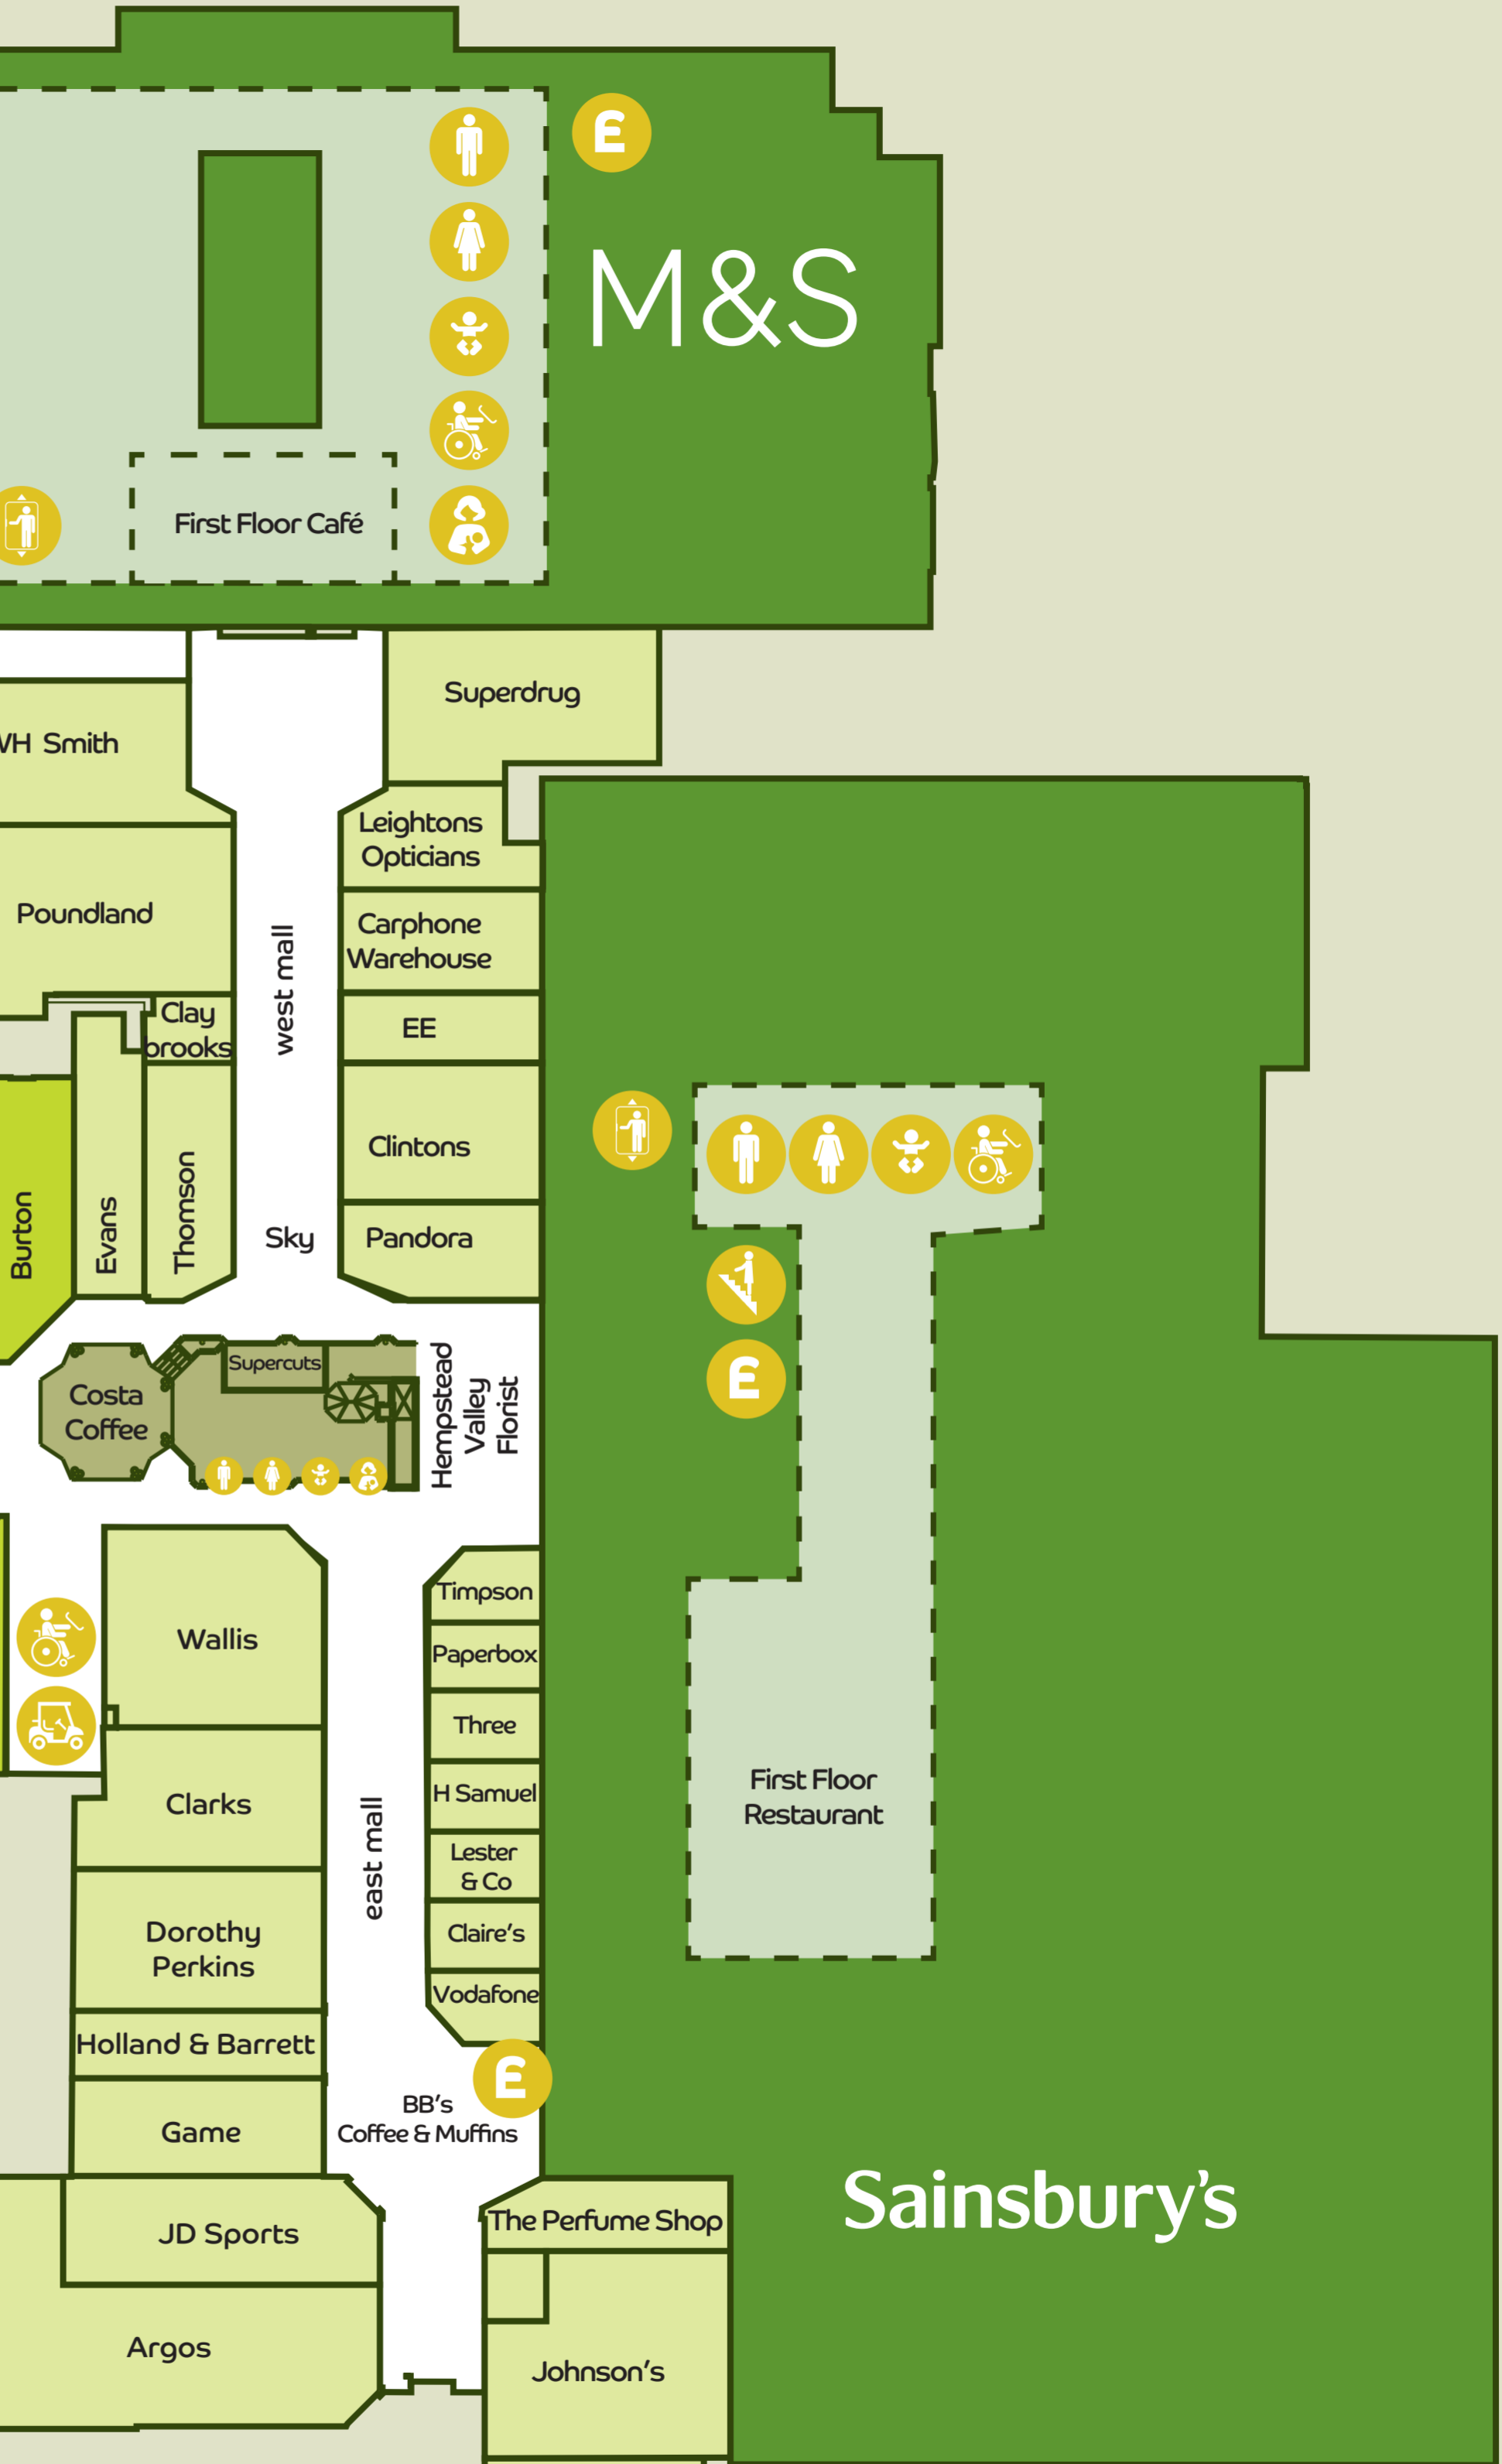 £
M&S
First Floor Café
Superdrug
WH Smith
Leightons
Opticians
Poundland
Carphone
Warehouse
west mall
Clay
brooks
EE
Clintons
Burton
Evans
Thomson
Sky
Pandora
£
Supercuts
Costa
Coffee
Hempstead
Valley
Florist
Timpson
Wallis
Paperbox
Three
First Floor
Restaurant
Clarks
H Samuel
east mall
Lester
& Co
Dorothy
Perkins
Claire's
Vodafone
Holland & Barrett
£
BB's
Coffee & Muffins
Game
Sainsbury's
The Perfume Shop
JD Sports
Argos
Johnson's